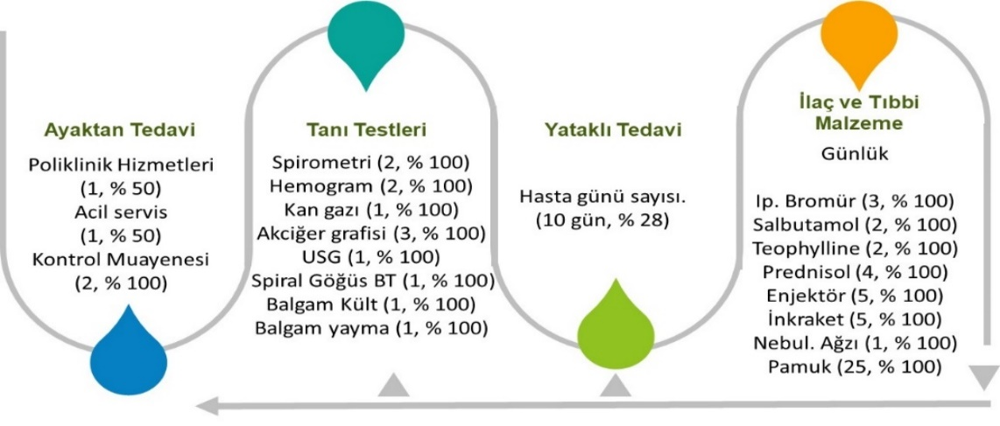 Ayaktan Tedavi
Poliklinik Hizmetleri
(1, % 50)
Acil servis
(1, % 50)
Kontrol Muayenesi
(2, % 100)
Tanı Testleri
Spirometri (2, % 100)
Hemogram (2, % 100)
Kan gazı (1, % 100)
Akciğer grafisi (3, % 100)
USG (1, % 100)
Spiral Göğüs BT (1, % 100)
Balgam Kült (1, % 100)
Balgam yayma (1, % 100)
Yataklı Tedavi
Hasta günü sayısı.
(10 gün, % 28)
İlaç ve Tıbbi
Malzeme
Günlük
Ip. Bromür (3, % 100)
Salbutamol (2, % 100)
Teophylline (2, % 100)
Prednisol (4, % 100)
Enjektör (5, % 100)
İnkraket (5, % 100)
Nebul. Ağzı (1, % 100)
Pamuk (25, % 100)